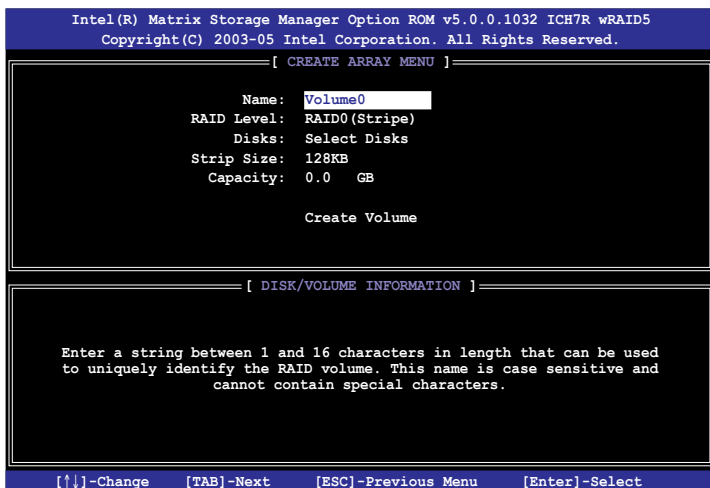 Intel(R) Matrix Storage Manager Option ROM v5.0.0.1032 ICH7R wRAID5
Copyright(C) 2003-05 Intel Corporation. All Rights Reserved.
[ CREATE ARRAY MENU ]
Name: Volume0
RAID Level: RAID0(Stripe)
Disks: Select Disks
Strip Size: 128KB
Capacity: 0.0 GB
Create Volume
[ DISK/VOLUME INFORMATION ]
Enter a string between 1 and 16 characters in length that can be used
to uniquely identify the RAID volume. This name is case sensitive and
cannot contain special characters.
[↑↓]-Change [TAB]-Next [ESC]-Previous Menu [Enter]-Select